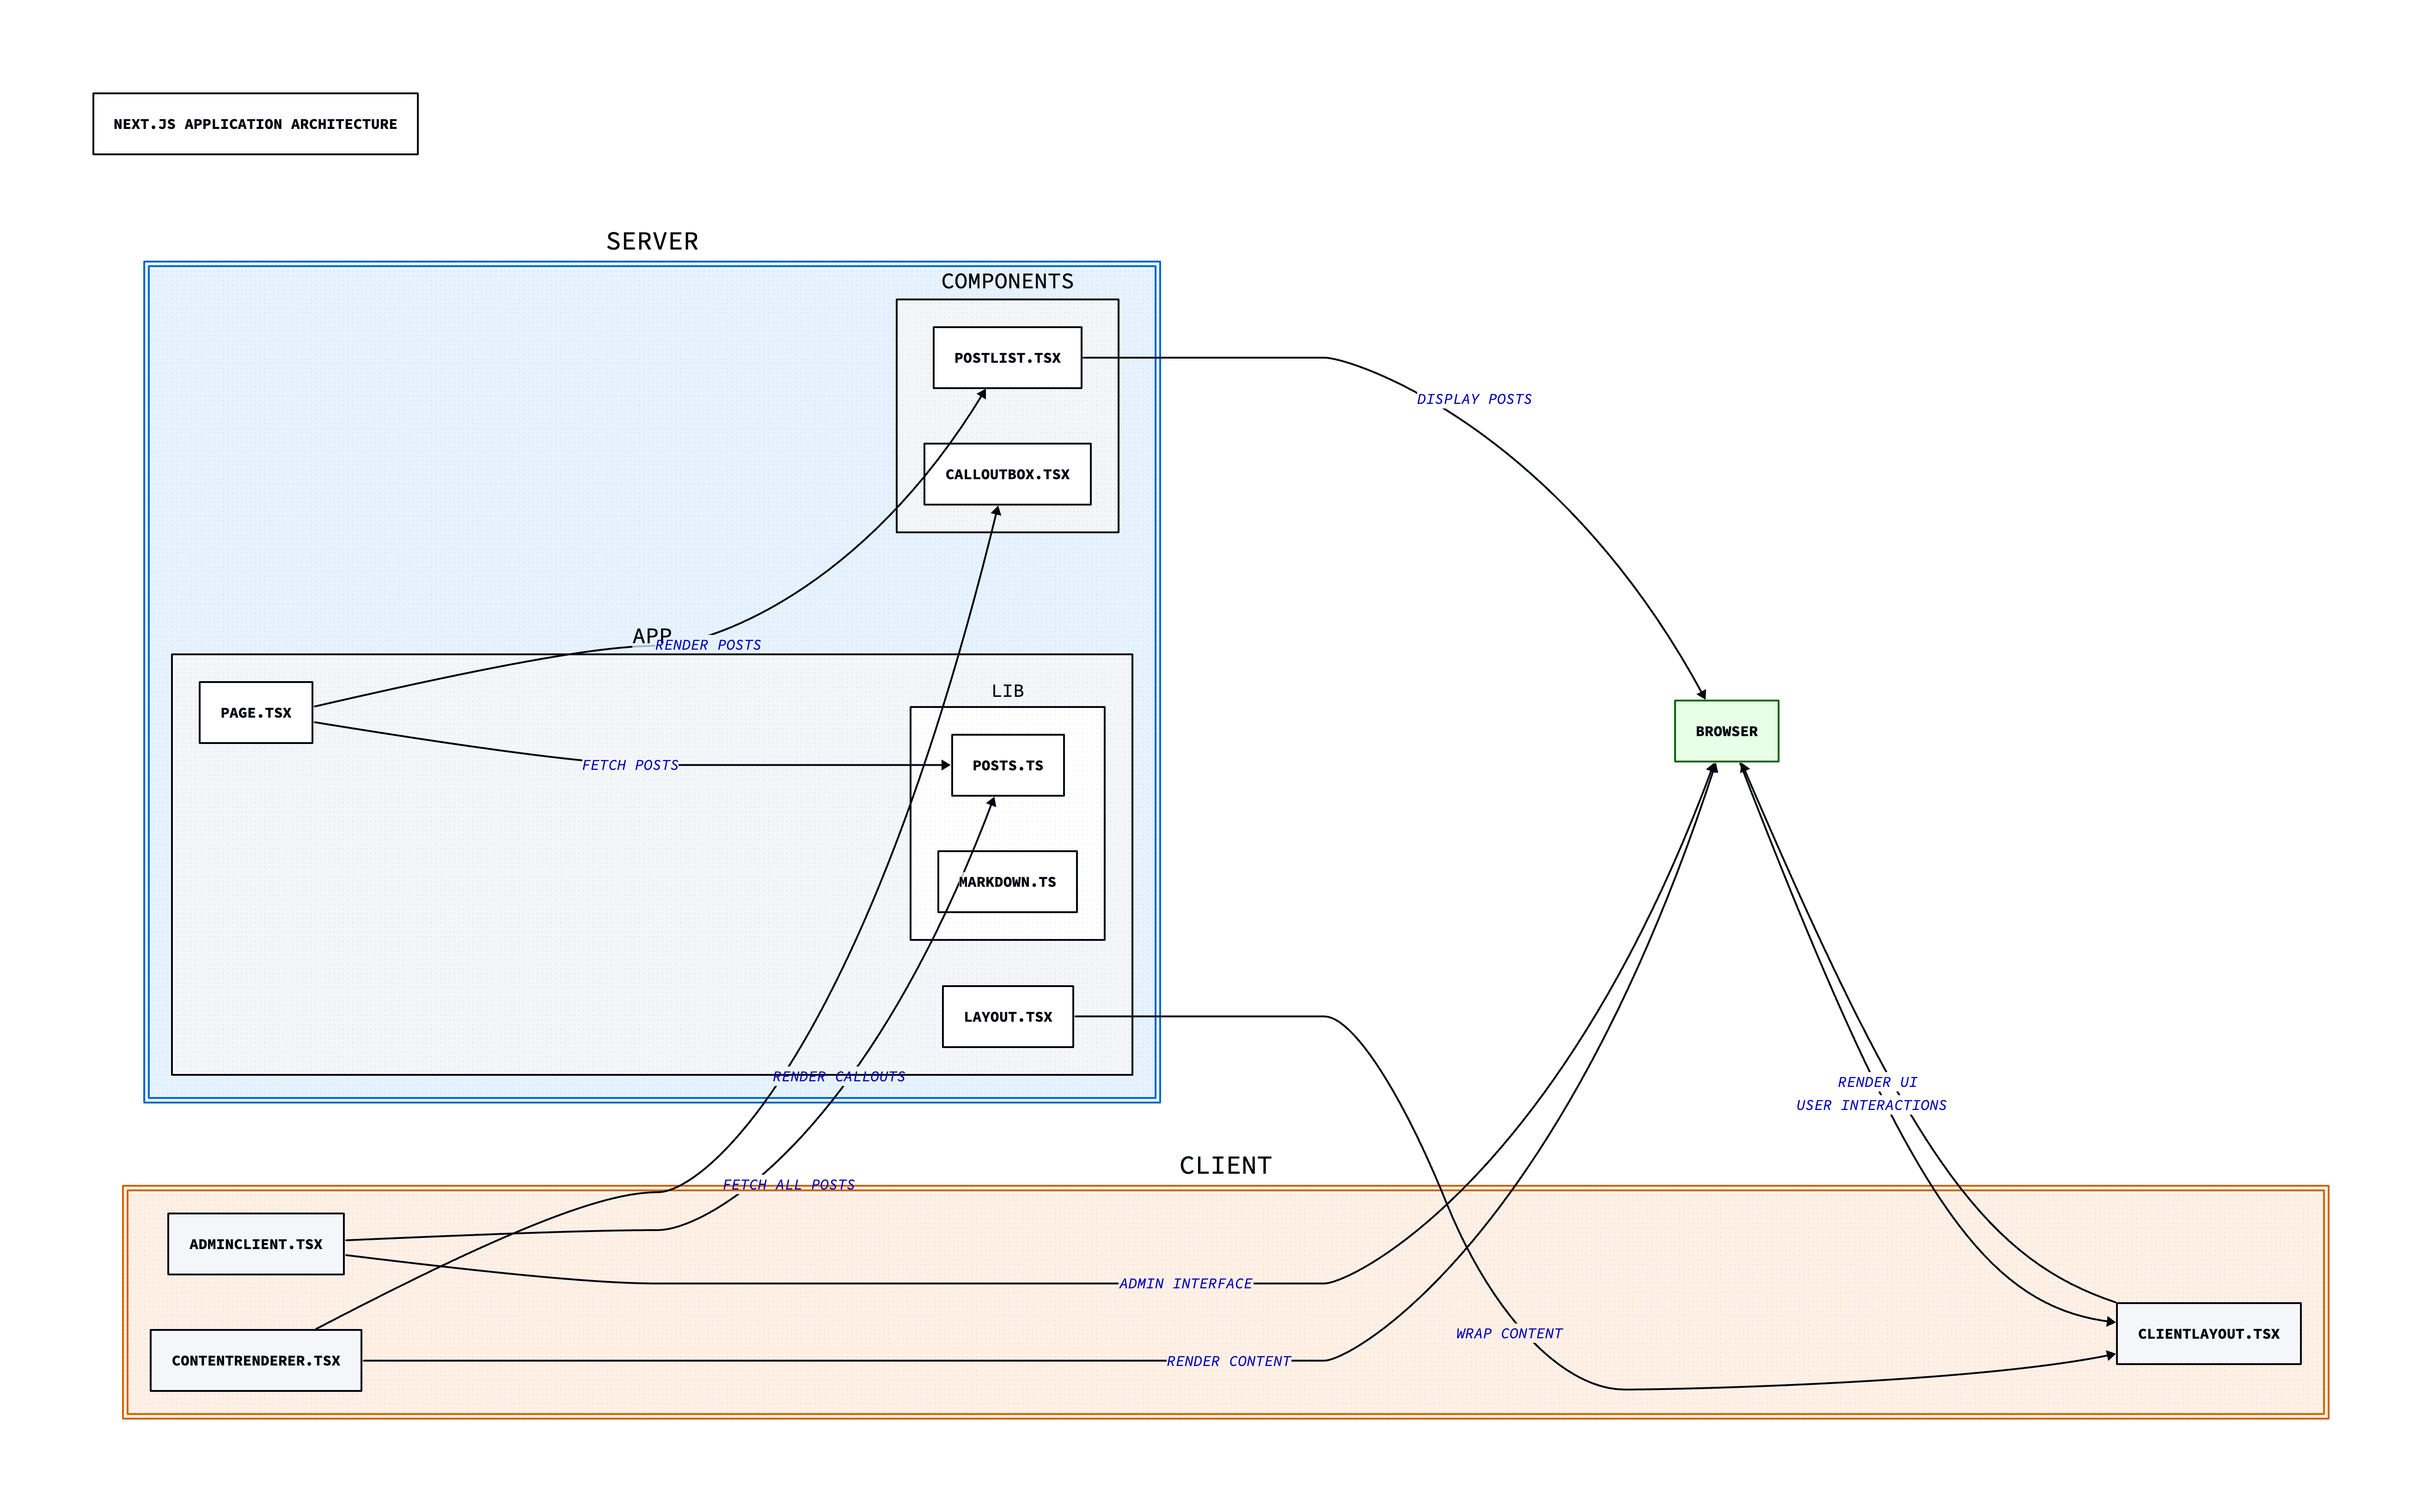 NEXT.JS APPLICATION ARCHITECTURE
SERVER
COMPONENTS
POSTLIST.TSX
DISPLAY POSTS
CALLOUTBOX.TSX
APP
RENDER POSTS
LIB
PAGE.TSX
BROWSER
FETCH POSTS
POSTS.TS
MARKDOWN.TS
LAYOUT.TSX
RENDER CALLOUTS
RENDER UI
USER INTERACTIONS
CLIENT
FETCH ALL POSTS
ADMINCLIENT.TSX
ADMIN INTERFACE
WRAP CONTENT
CLIENTLAYOUT.TSX
CONTENTRENDERER.TSX
RENDER CONTENT